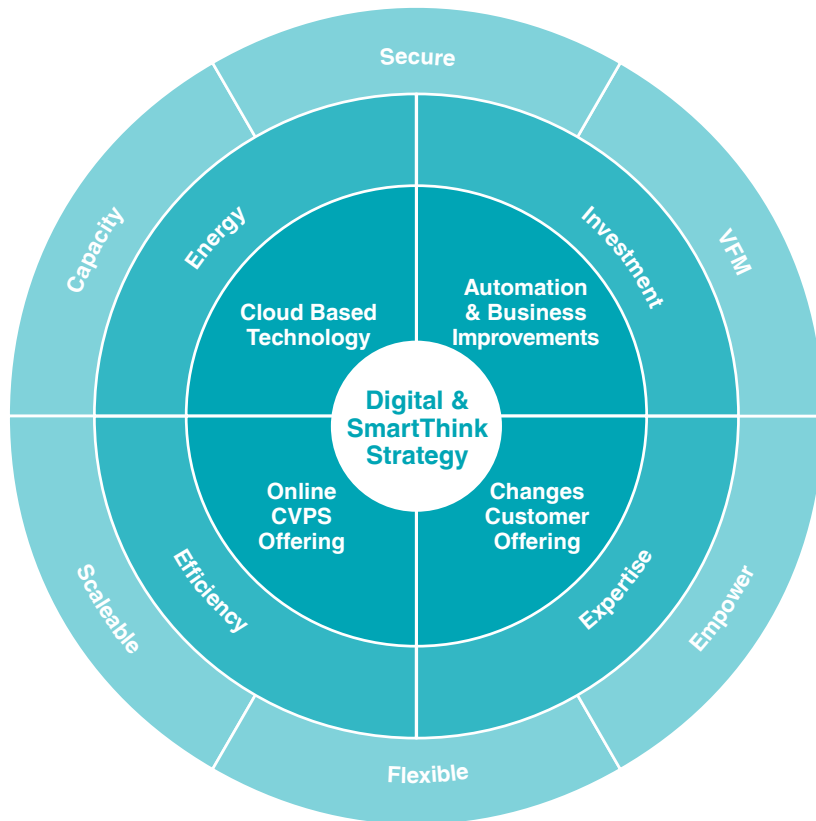 Secure
Capacity
VFM
Energy
Investment
Cloud Based
Technology
Automation
& Business
Improvements
Digital &
SmartThink
Strategy
Online
CVPS
Offering
Changes
Customer
Offering
Efficiency
Expertise
Scaleable
Empower
Flexible